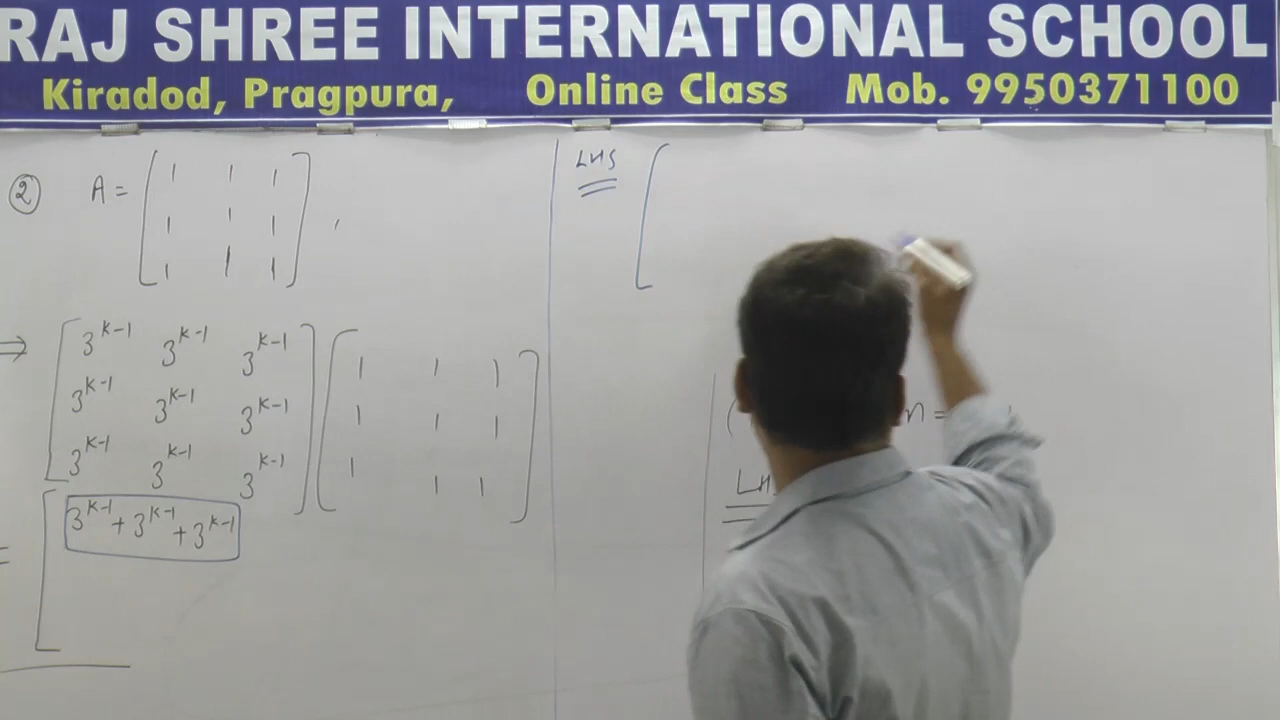 RAJ SHREE INTERNATIONAL SCHOOL
Kiradod, Pragpura, Online Class Mob. 9950371100
② A = [ 1 1 1
1 1 1
1 1 1 ] ,
⇒ [ 3^{k-1} 3^{k-1} 3^{k-1} ] [ 1 1 1
3^{k-1} 3^{k-1} 3^{k-1} 1 1 1
3^{k-1} 3^{k-1} 3^{k-1} ] 1 1 1 ]
= [ 3^{k-1} + 3^{k-1} + 3^{k-1}
LHS [
n =